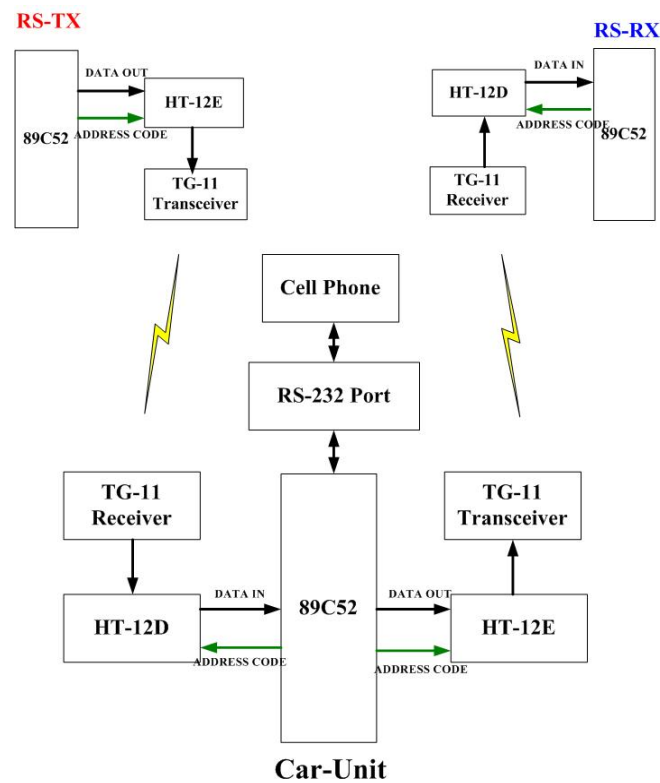 RS-TX
RS-RX
89C52
DATA OUT
ADDRESS CODE
HT-12E
TG-11
Transceiver
HT-12D
DATA IN
ADDRESS CODE
89C52
TG-11
Receiver
Cell Phone
RS-232 Port
TG-11
Receiver
TG-11
Transceiver
HT-12D
DATA IN
ADDRESS CODE
89C52
DATA OUT
ADDRESS CODE
HT-12E
Car-Unit